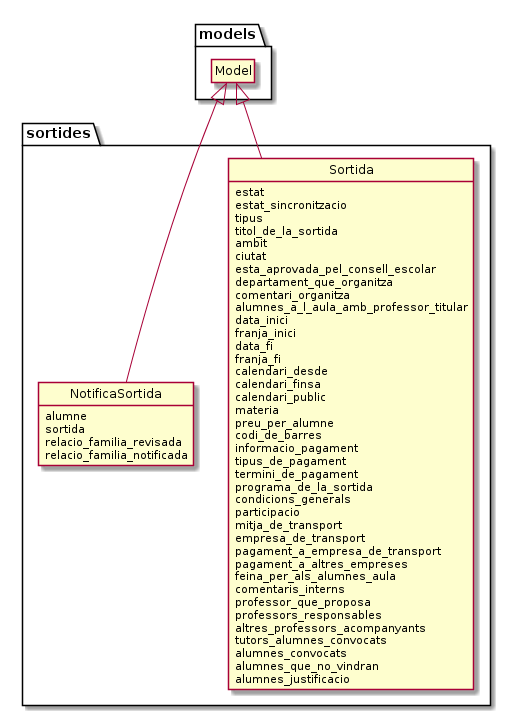 models
Model
sortides
Sortida
estat
estat_sincronitzacio
tipus
titol_de_la_sortida
ambit
ciutat
esta_aprovada_pel_consell_escolar
departament_que_organitza
comentari_organitza
alumnes_a_l_aula_amb_professor_titular
data_inici
franja_inici
data_fi
franja_fi
calendari_desde
calendari_finsa
calendari_public
materia
preu_per_alumne
codi_de_barres
informacio_pagament
tipus_de_pagament
termini_de_pagament
programa_de_la_sortida
condicions_generals
participacio
mitja_de_transport
empresa_de_transport
pagament_a_empresa_de_transport
pagament_a_altres_empreses
feina_per_als_alumnes_aula
comentaris_interns
professor_que_proposa
professors_responsables
altres_professors_acompanyants
tutors_alumnes_convocats
alumnes_convocats
alumnes_que_no_vindran
alumnes_justificacio
NotificaSortida
alumne
sortida
relacio_familia_revisada
relacio_familia_notificada